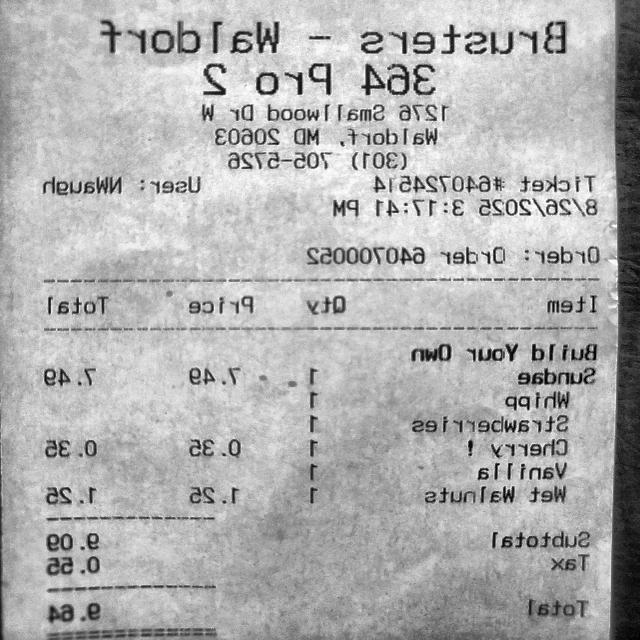 Brusters - Waldorf
364 Pro 2
1276 Smallwood Dr W
Waldorf, MD 20603
(301) 705-5726
Ticket #640724514 User: NWaugh
8/26/2025 3:17:41 PM
Order: Order 640700052
Item Qty Price Total
Build Your Own
Sundae 1 7.49 7.49
Whipp 1
Strawberries 1
Cherry ! 1 0.35 0.35
Vanilla 1
Wet Walnuts 1 1.25 1.25
Subtotal 9.09
Tax 0.55
Total 9.64